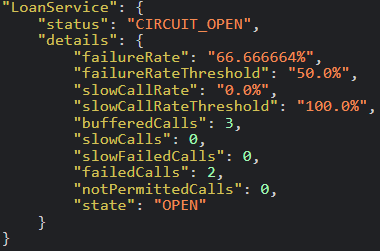 "LoanService": {
    "status": "CIRCUIT_OPEN",
    "details": {
        "failureRate": "66.666664%",
        "failureRateThreshold": "50.0%",
        "slowCallRate": "0.0%",
        "slowCallRateThreshold": "100.0%",
        "bufferedCalls": 3,
        "slowCalls": 0,
        "slowFailedCalls": 0,
        "failedCalls": 2,
        "notPermittedCalls": 0,
        "state": "OPEN"
    }
}